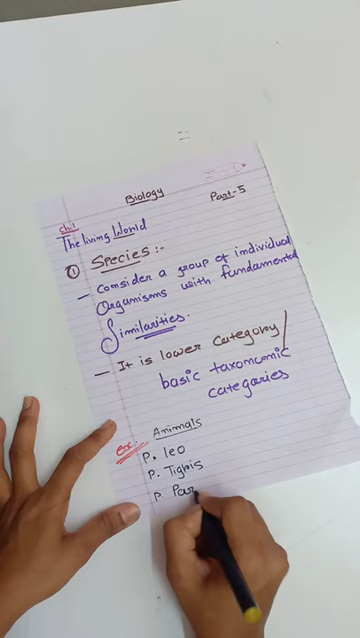 Biology
Part-5
Ch:1
The living World
① Species :-
- Consider a group of individual
Organisms with fundamental
Similarities.
- It is lower category/
basic taxonomic
categories
ex: Animals
P. leo
P. Tigris
P. Par